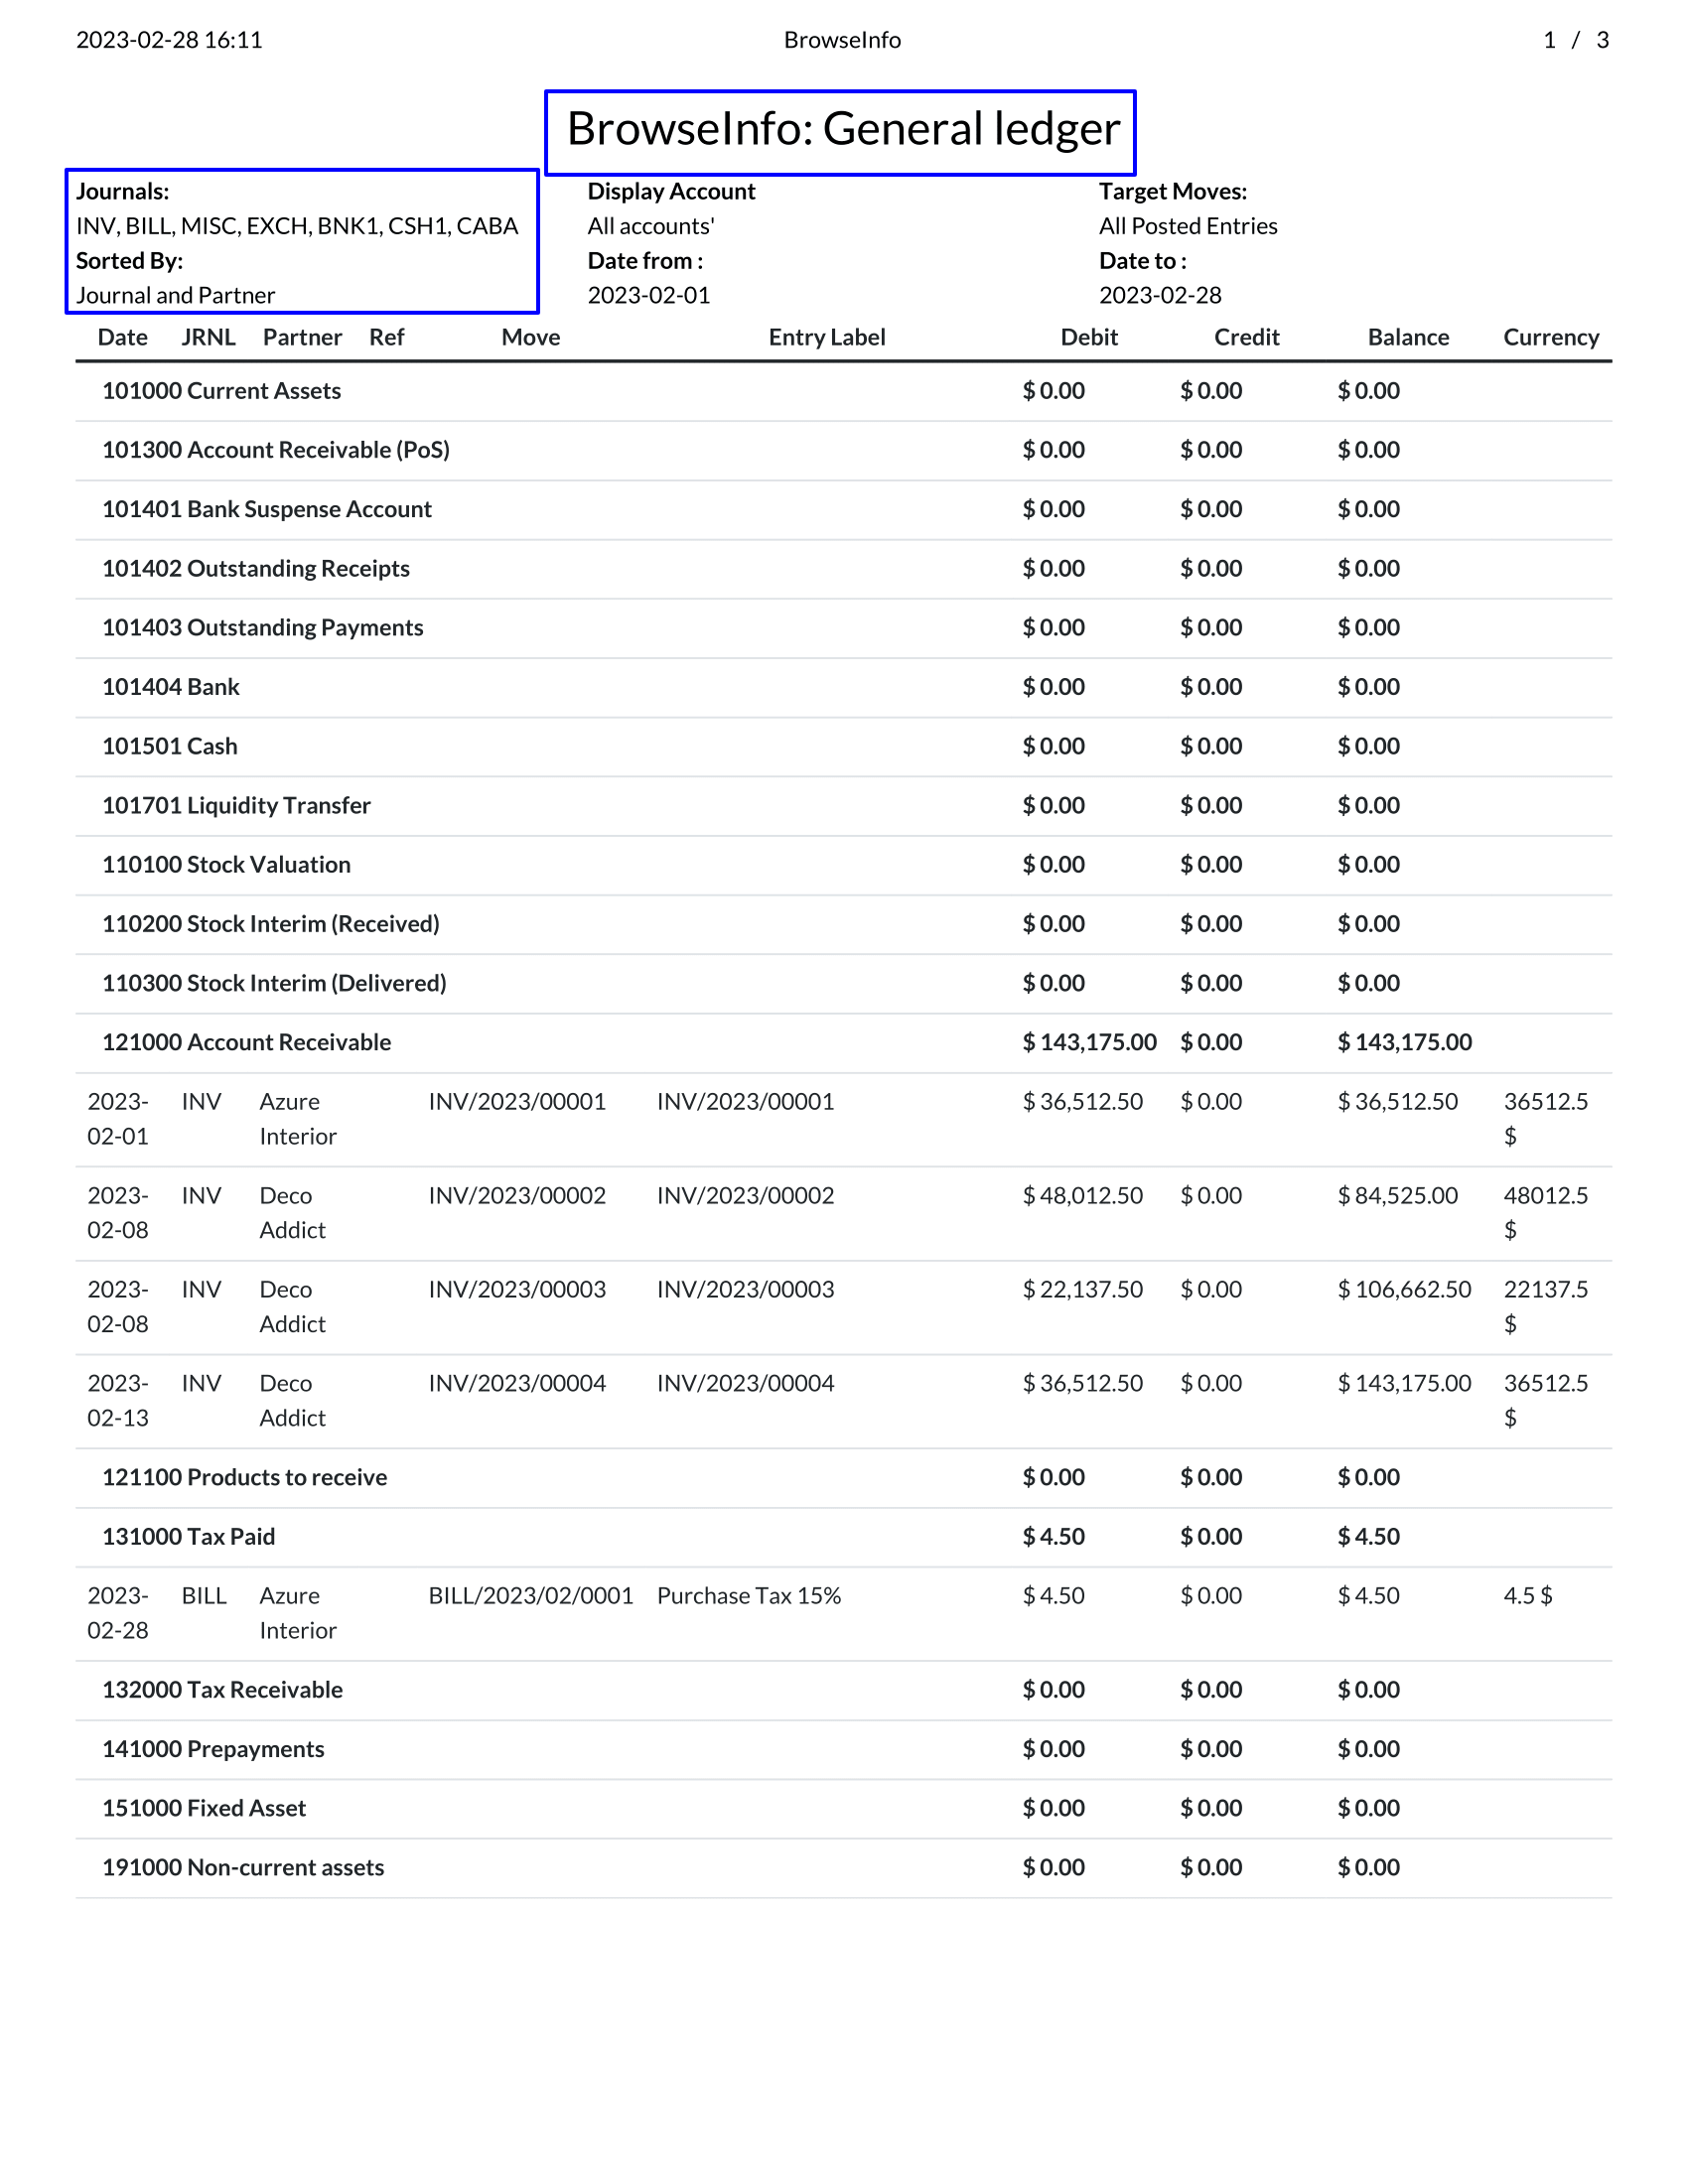 2023-02-28 16:11 BrowseInfo 1 / 3
BrowseInfo: General ledger
Journals: Display Account Target Moves:
INV, BILL, MISC, EXCH, BNK1, CSH1, CABA All accounts' All Posted Entries
Sorted By: Date from : Date to :
Journal and Partner 2023-02-01 2023-02-28
Date JRNL Partner Ref Move Entry Label Debit Credit Balance Currency
101000 Current Assets $ 0.00 $ 0.00 $ 0.00
101300 Account Receivable (PoS) $ 0.00 $ 0.00 $ 0.00
101401 Bank Suspense Account $ 0.00 $ 0.00 $ 0.00
101402 Outstanding Receipts $ 0.00 $ 0.00 $ 0.00
101403 Outstanding Payments $ 0.00 $ 0.00 $ 0.00
101404 Bank $ 0.00 $ 0.00 $ 0.00
101501 Cash $ 0.00 $ 0.00 $ 0.00
101701 Liquidity Transfer $ 0.00 $ 0.00 $ 0.00
110100 Stock Valuation $ 0.00 $ 0.00 $ 0.00
110200 Stock Interim (Received) $ 0.00 $ 0.00 $ 0.00
110300 Stock Interim (Delivered) $ 0.00 $ 0.00 $ 0.00
121000 Account Receivable $ 143,175.00 $ 0.00 $ 143,175.00
2023- INV Azure INV/2023/00001 INV/2023/00001 $ 36,512.50 $ 0.00 $ 36,512.50 36512.5
02-01 Interior $
2023- INV Deco INV/2023/00002 INV/2023/00002 $ 48,012.50 $ 0.00 $ 84,525.00 48012.5
02-08 Addict $
2023- INV Deco INV/2023/00003 INV/2023/00003 $ 22,137.50 $ 0.00 $ 106,662.50 22137.5
02-08 Addict $
2023- INV Deco INV/2023/00004 INV/2023/00004 $ 36,512.50 $ 0.00 $ 143,175.00 36512.5
02-13 Addict $
121100 Products to receive $ 0.00 $ 0.00 $ 0.00
131000 Tax Paid $ 4.50 $ 0.00 $ 4.50
2023- BILL Azure BILL/2023/02/0001 Purchase Tax 15% $ 4.50 $ 0.00 $ 4.50 4.5 $
02-28 Interior
132000 Tax Receivable $ 0.00 $ 0.00 $ 0.00
141000 Prepayments $ 0.00 $ 0.00 $ 0.00
151000 Fixed Asset $ 0.00 $ 0.00 $ 0.00
191000 Non-current assets $ 0.00 $ 0.00 $ 0.00